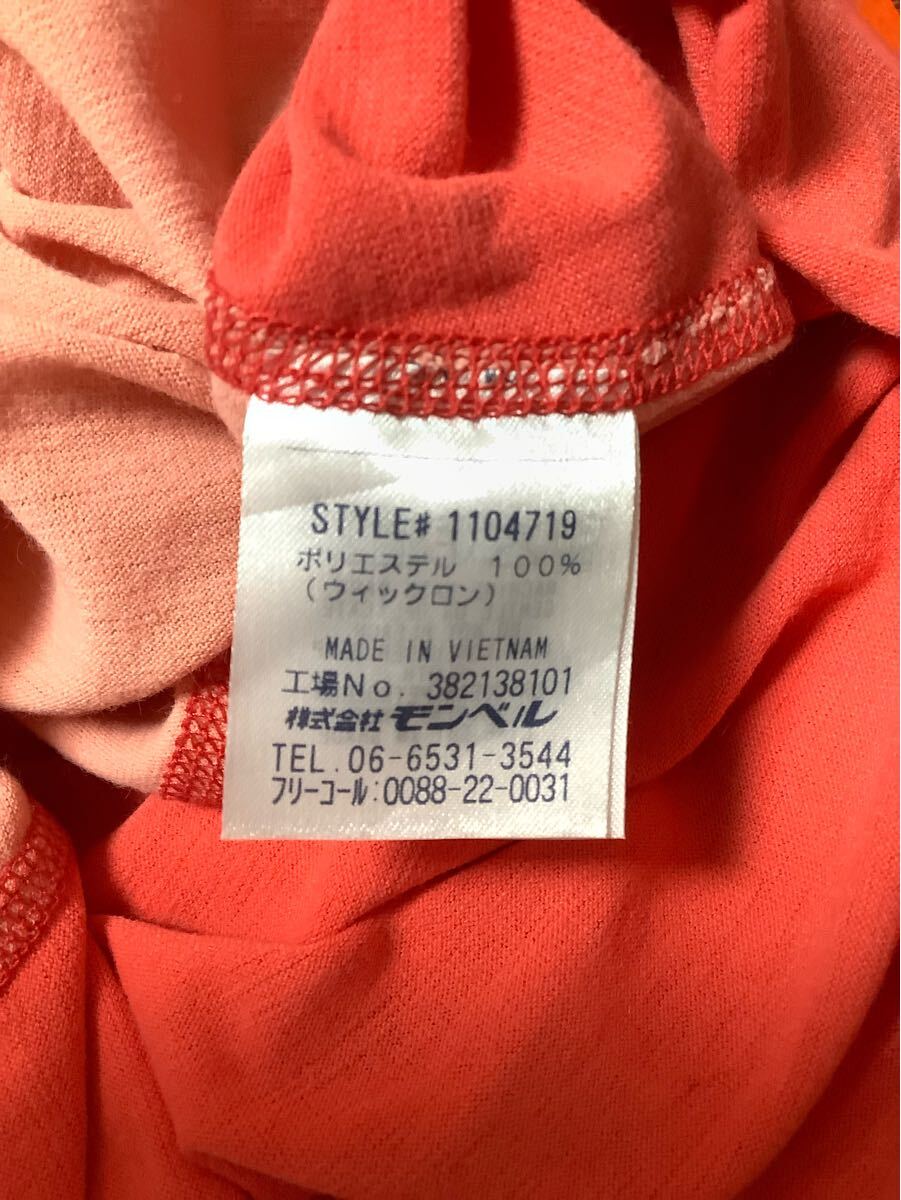 STYLE# 1104719
ポリエステル 100%
(ウィックロン)
MADE IN VIETNAM
工場No. 382138101
株式会社 モンベル
TEL.06-6531-3544
フリーコール:0088-22-0031